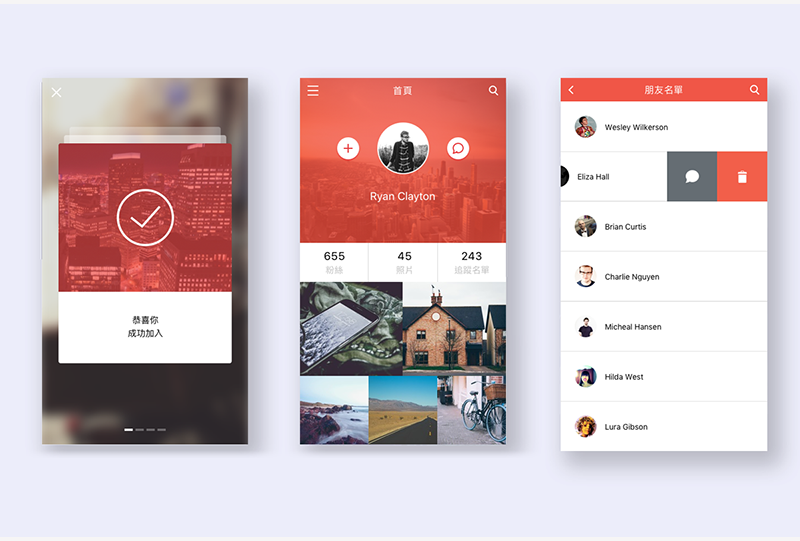 恭喜你
成功加入
首頁
Ryan Clayton
655
粉絲
45
照片
243
追蹤名單
朋友名單
Wesley Wilkerson
Eliza Hall
Brian Curtis
Charlie Nguyen
Micheal Hansen
Hilda West
Lura Gibson